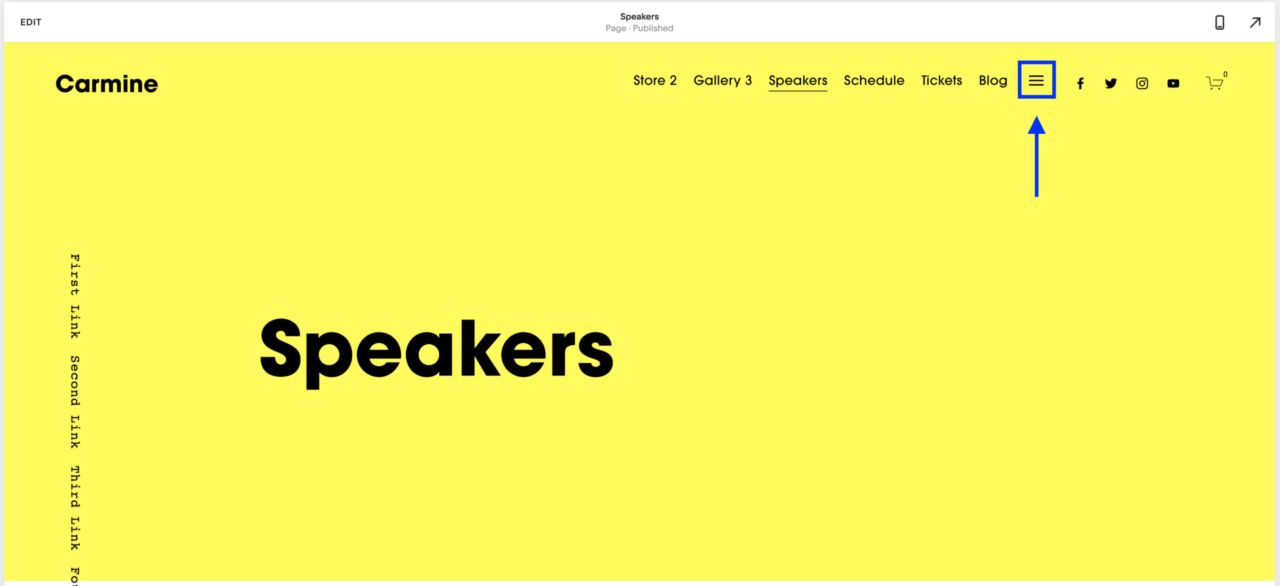 EDIT
Speakers
Page · Published
Carmine
Store 2 Gallery 3 Speakers Schedule Tickets Blog
0
Speakers
First Link Second Link Third Link